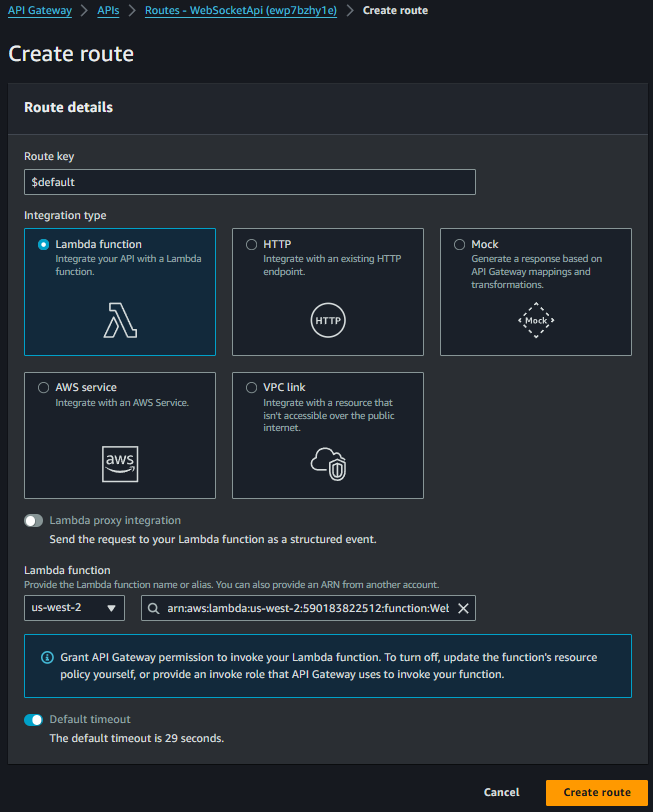 API Gateway > APIs > Routes - WebSocketApi (ewp7bzhy1e) > Create route
Create route
Route details
Route key
$default
Integration type
Lambda function
Integrate your API with a Lambda
function.
HTTP
Integrate with an existing HTTP
endpoint.
HTTP
Mock
Generate a response based on
API Gateway mappings and
transformations.
Mock
AWS service
Integrate with an AWS Service.
aws
VPC link
Integrate with a resource that
isn't accessible over the public
internet.
Lambda proxy integration
Send the request to your Lambda function as a structured event.
Lambda function
Provide the Lambda function name or alias. You can also provide an ARN from another account.
us-west-2
arn:aws:lambda:us-west-2:590183822512:function:Wel
Grant API Gateway permission to invoke your Lambda function. To turn off, update the function's resource
policy yourself, or provide an invoke role that API Gateway uses to invoke your function.
Default timeout
The default timeout is 29 seconds.
Cancel
Create route